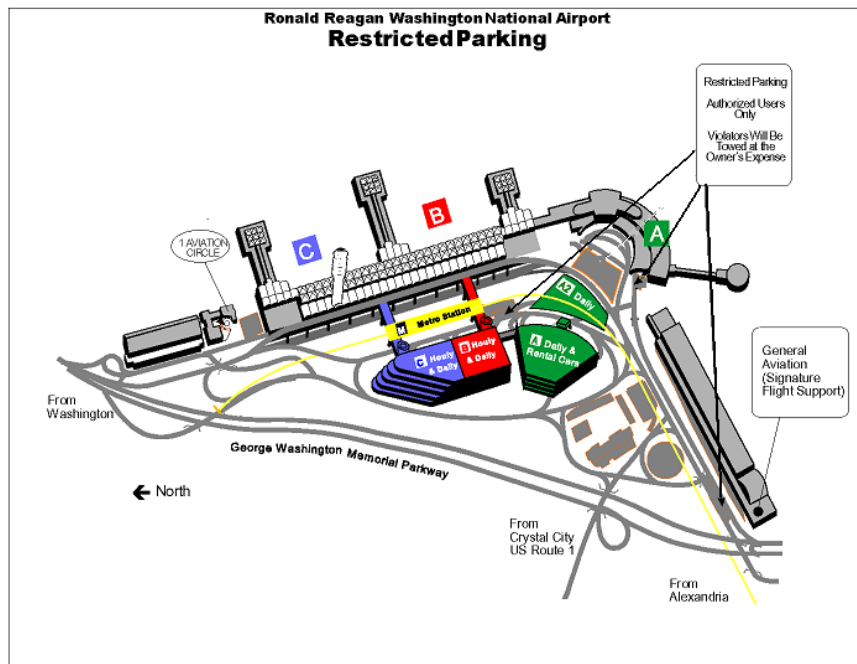 Ronald Reagan Washington National Airport
Restricted Parking
Restricted Parking
Authorized Users
Only
Violators Will Be
Towed at the
Owner's Expense
B
A
C
1 AVIATION
CIRCLE
A2 Daily
M Metro Station
C Hourly
& Daily
B Hourly
& Daily
A Daily &
Rental Cars
General
Aviation
(Signature
Flight Support)
From
Washington
George Washington
Memorial Parkway
← North
From
Crystal City
US Route 1
From
Alexandria